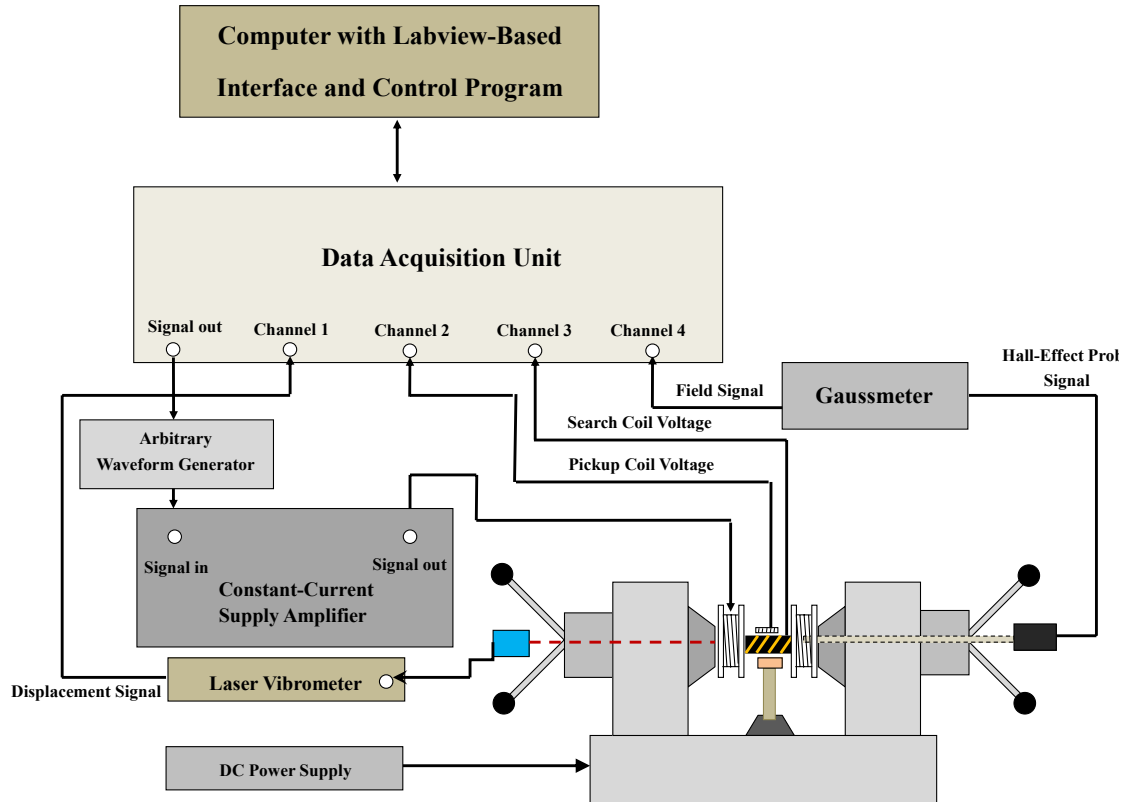 Computer with Labview-Based
Interface and Control Program
Data Acquisition Unit
Signal out
Channel 1
Channel 2
Channel 3
Channel 4
Hall-Effect
Signal
Field Signal
Gaussmeter
Search Coil Voltage
Pickup Coil Voltage
Arbitrary
Waveform Generator
Signal in
Signal out
Constant-Current
Supply Amplifier
Displacement Signal
Laser Vibrometer
DC Power Supply